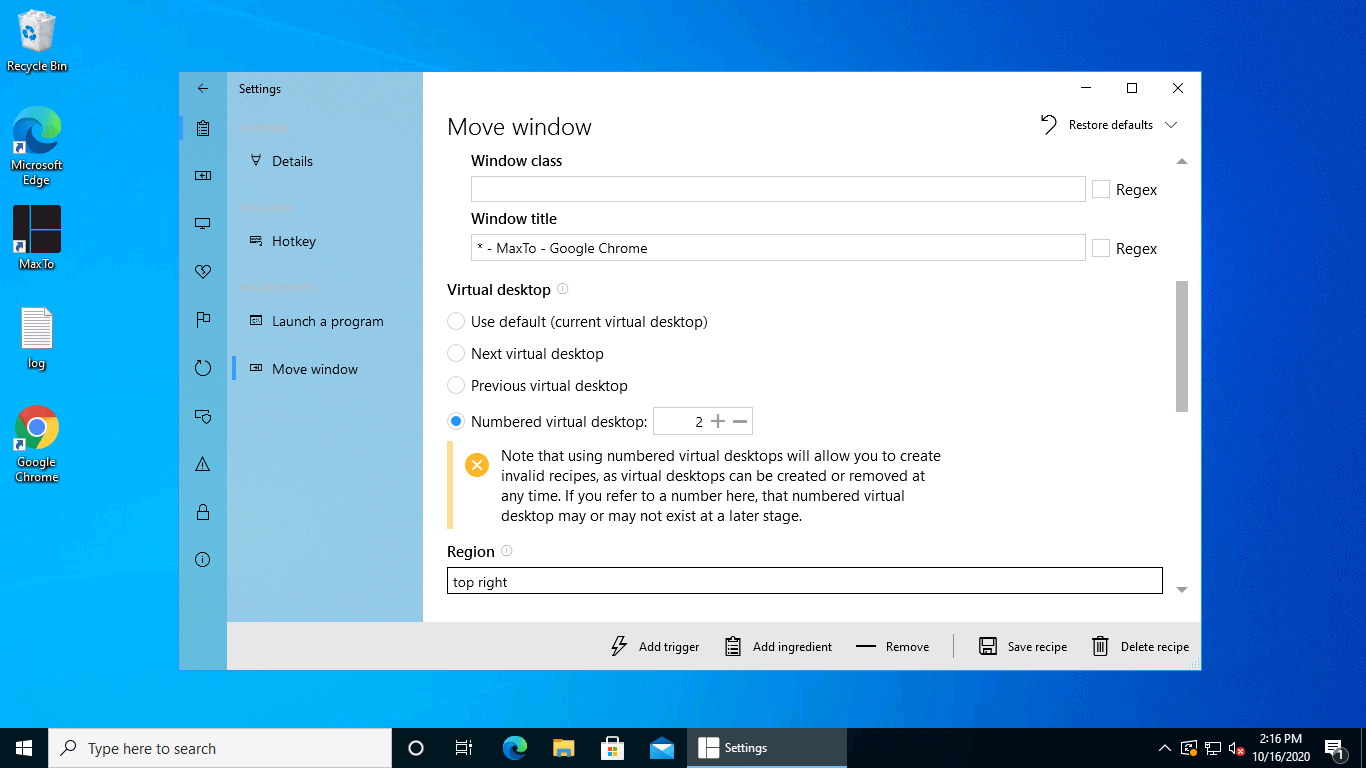 Recycle Bin
Microsoft
Edge
MaxTo
log
Google
Chrome
Settings
Details
Hotkey
Launch a program
Move window
Move window
Restore defaults
Window class
Regex
Window title
* - MaxTo - Google Chrome
Regex
Virtual desktop
Use default (current virtual desktop)
Next virtual desktop
Previous virtual desktop
Numbered virtual desktop: 2
Note that using numbered virtual desktops will allow you to create
invalid recipes, as virtual desktops can be created or removed at
any time. If you refer to a number here, that numbered virtual
desktop may or may not exist at a later stage.
Region
top right
Add trigger
Add ingredient
Remove
Save recipe
Delete recipe
Type here to search
Settings
2:16 PM
10/16/2020
1